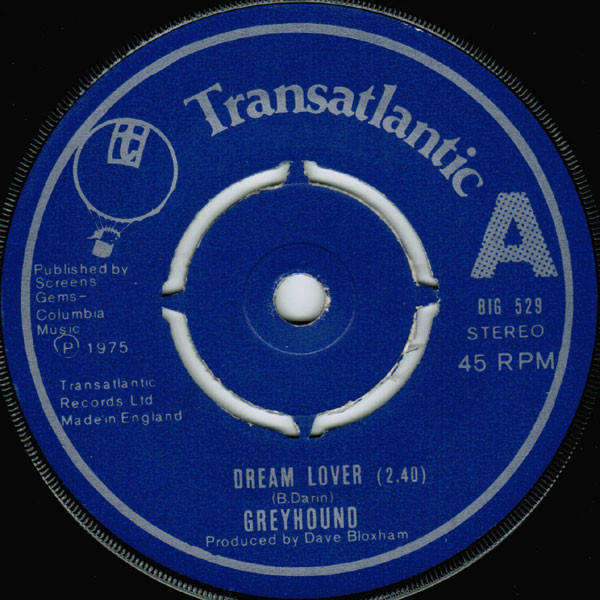 Transatlantic
A
Published by
Screens
Gems-
Columbia
Music
℗ 1975
Transatlantic
Records Ltd
Made in England
BIG 529
STEREO
45 RPM
DREAM LOVER (2.40)
(B.Darin)
GREYHOUND
Produced by Dave Bloxham